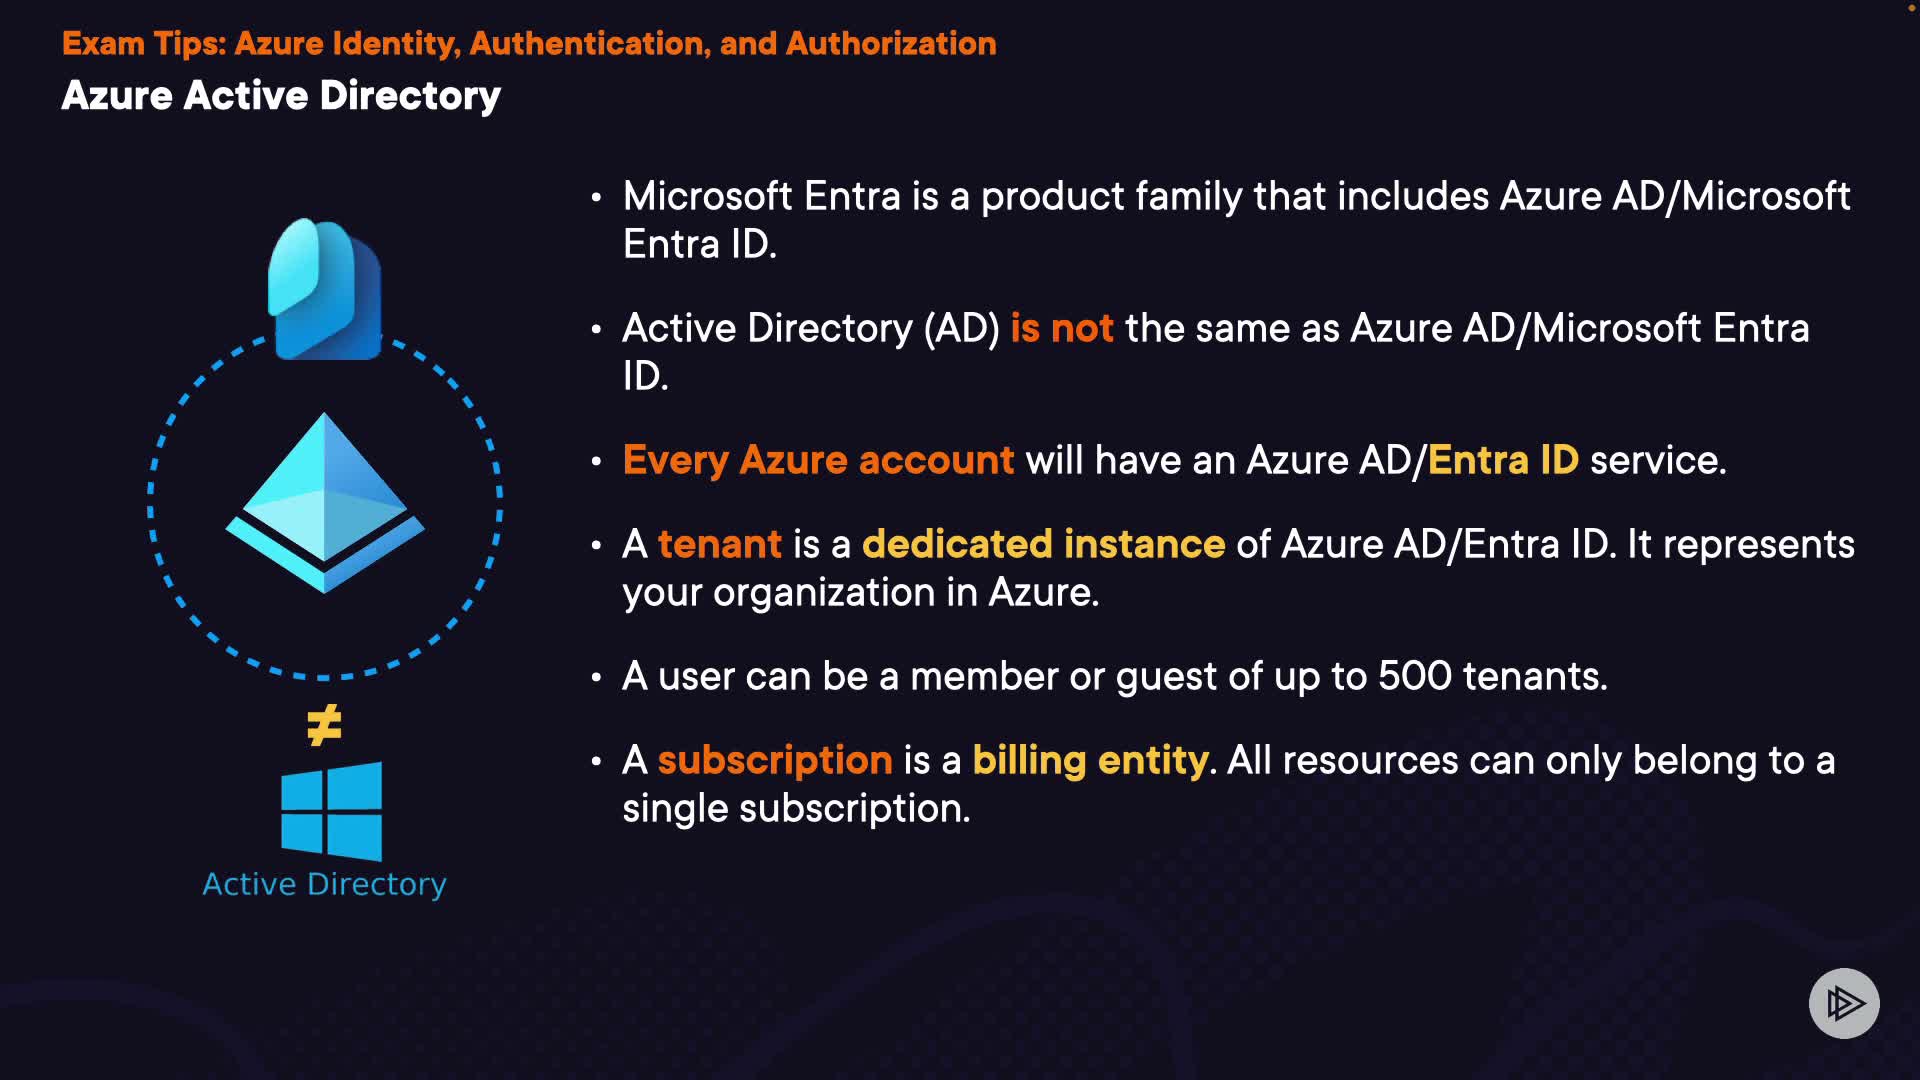 Exam Tips: Azure Identity, Authentication, and Authorization
Azure Active Directory
• Microsoft Entra is a product family that includes Azure AD/Microsoft
Entra ID.
• Active Directory (AD) is not the same as Azure AD/Microsoft Entra
ID.
• Every Azure account will have an Azure AD/Entra ID service.
• A tenant is a dedicated instance of Azure AD/Entra ID. It represents
your organization in Azure.
• A user can be a member or guest of up to 500 tenants.
• A subscription is a billing entity. All resources can only belong to a
single subscription.
≠
Active Directory